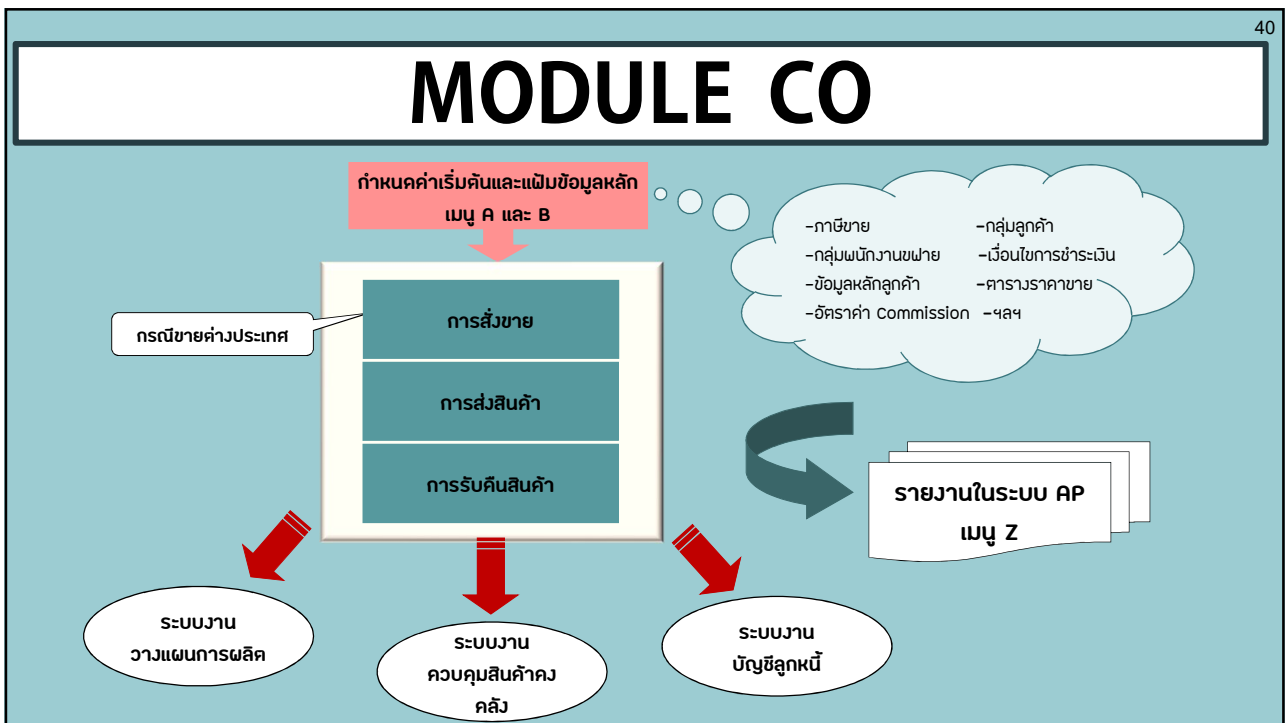 40
MODULE CO
กำหนดค่าเริ่มต้นและแฟ้มข้อมูลหลัก
เมนู A และ B
-ภาษีขาย -กลุ่มลูกค้า
-กลุ่มพนักงานขฝาย -เงื่อนไขการชำระเงิน
-ข้อมูลหลักลูกค้า -ตารางราคาขาย
-อัตราค่า Commission -ฯลฯ
กรณีขายต่างประเทศ
การสั่งขาย
การส่งสินค้า
การรับคืนสินค้า
รายงานในระบบ AP
เมนู Z
ระบบงาน
วางแผนการผลิต
ระบบงาน
ควบคุมสินค้าคง
คลัง
ระบบงาน
บัญชีลูกหนี้